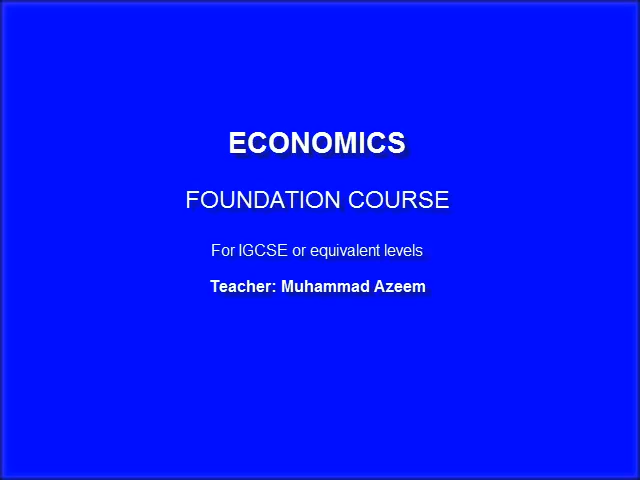 ECONOMICS
FOUNDATION COURSE
For IGCSE or equivalent levels
Teacher: Muhammad Azeem